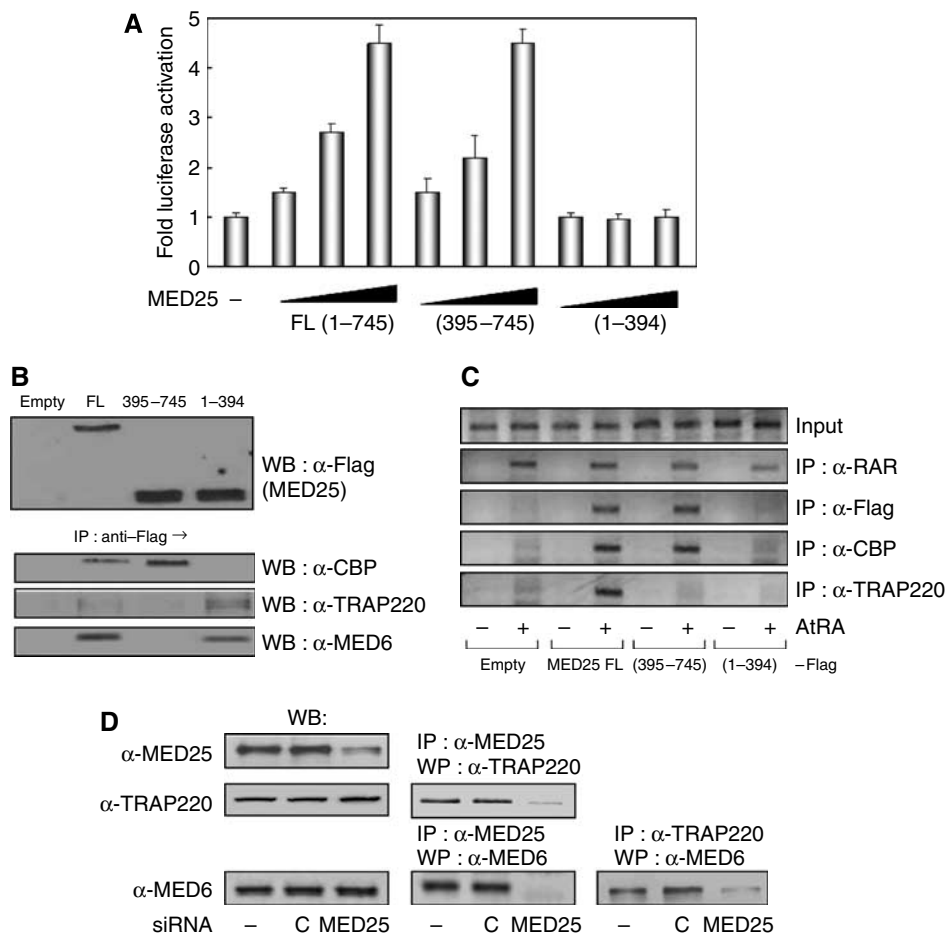 A
Fold luciferase activation
5
4
3
2
1
0
MED25 –
FL (1–745) (395–745) (1–394)
B
Empty FL 395–745 1–394
WB : α-Flag
(MED25)
IP : anti–Flag →
WB : α-CBP
WB : α-TRAP220
WB : α-MED6
C
Input
IP : α-RAR
IP : α-Flag
IP : α-CBP
IP : α-TRAP220
– + – + – + – + AtRA
Empty MED25 FL (395–745) (1–394) –Flag
D
WB:
α-MED25
IP : α-MED25
WP : α-TRAP220
α-TRAP220
IP : α-MED25
WP : α-MED6
IP : α-TRAP220
WP : α-MED6
α-MED6
siRNA – C MED25 – C MED25 – C MED25